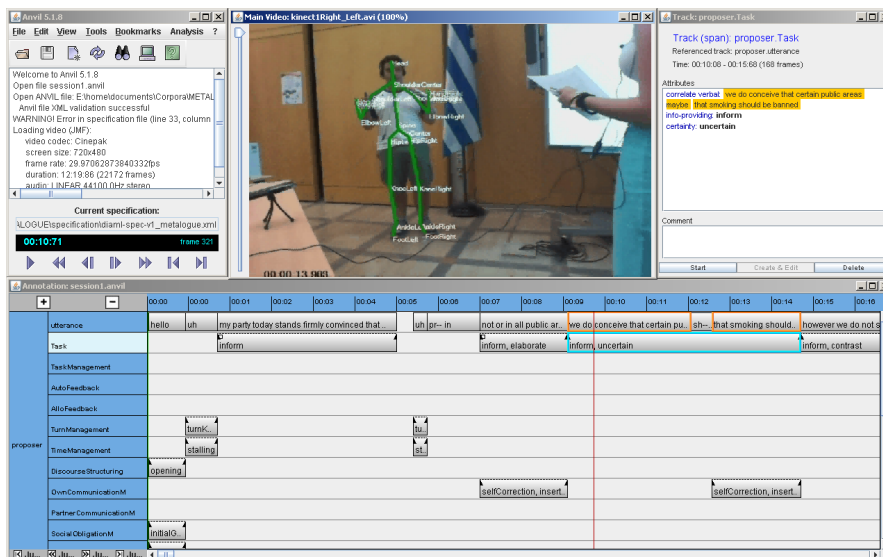 Anvil 5.1.8
File Edit View Tools Bookmarks Analysis ?
Welcome to Anvil 5.1.8
Open file session1.anvil
Open ANVIL file: E:\home\documents\Corpora\METAL
Anvil file XML validation successful
WARNING! Error in specification file (line 33, column
Loading video (JMF):
video codec: Cinepak
screen size: 720x480
frame rate: 29.97062873840332fps
duration: 12:19:86 (22172 frames)
audio: LINEAR 44100.0Hz stereo
Current specification:
\LOGUE\specification\diaml-spec-v1_metalogue.xml
00:10:71 frame 321
Main Video: kinect1Right_Left.avi (100%)
Head
ShoulderCenter
ElbowLeft
Spine
HipRight
KneeLeft KneeRight
AnkleLeft AnkleRight
FootLeft FootRight
00 00 13 903
Track: proposer.Task
Track (span): proposer.Task
Referenced track: proposer.utterance
Time: 00:10:08 - 00:15:68 (168 frames)
Attributes
correlate verbal: we do conceive that certain public areas
maybe that smoking should be banned
info-providing: inform
certainty: uncertain
Comment
Start Create & Edit Delete
Annotation: session1.anvil
+ - 00:00 00:00 00:01 00:02 00:03 00:04 00:05 00:06 00:07 00:08 00:09 00:10 00:11 00:12 00:13 00:14 00:15 00:16
utterance hello uh my party today stands firmly convinced that .. uh pr-- in not or in all public ar.. we do conceive that certain pu.. sh--.. that smoking should.. however we do not s
Task inform inform, elaborate inform, uncertain inform, contrast
TaskManagement
AutoFeedback
AlloFeedback
TurnManagement turnK.. tu..
proposer
TimeManagement stalling st..
DiscourseStructuring opening
OwnCommunicationM selfCorrection, insert.. selfCorrection, insert..
PartnerCommunicationM
SocialObligationM initialG..